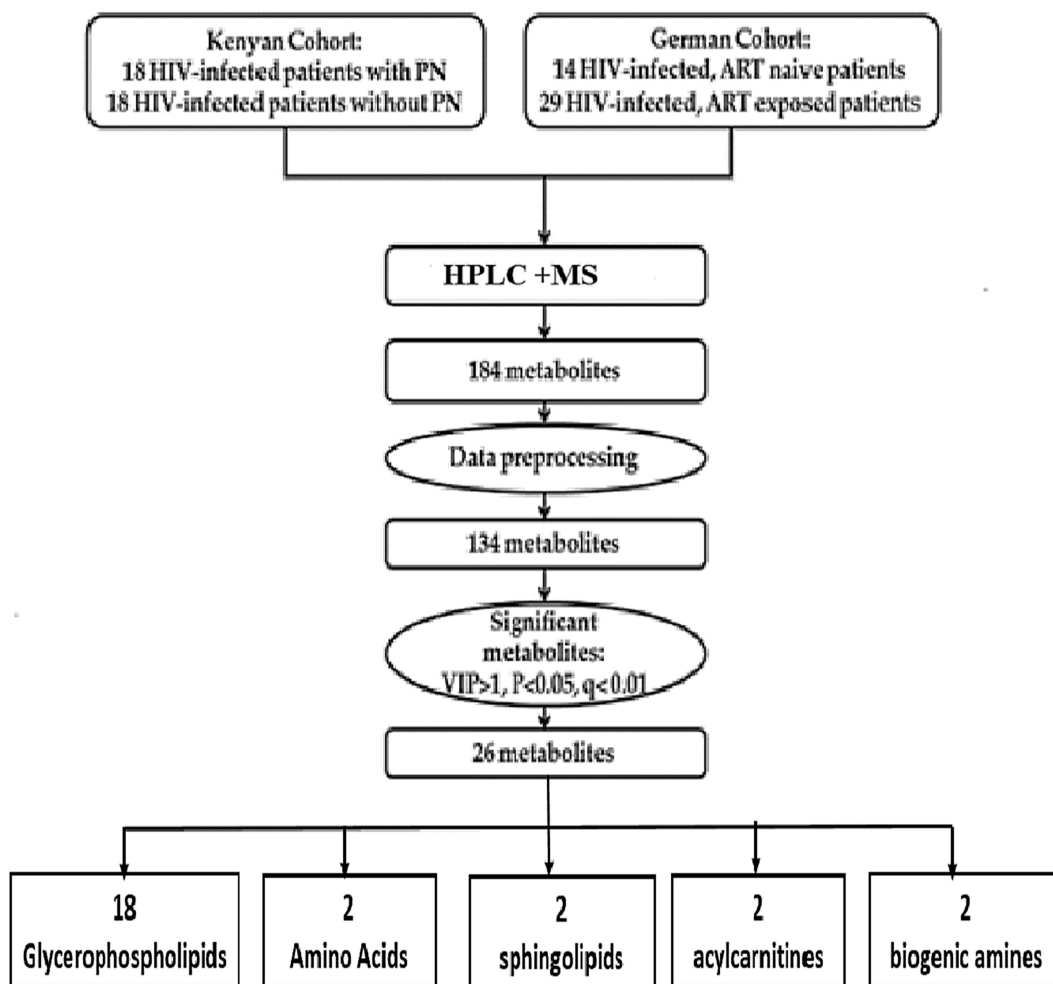 Kenyan Cohort:
18 HIV-infected patients with PN
18 HIV-infected patients without PN
German Cohort::
14 HIV-infected, ART naive patients
29 HIV-infected, ART exposed patients
HPLC +MS
184 metabolites
Data preprocessing
134 metabolites
Significant
metabolites:
VIP>1, P<0.05, q<0.01
26 metabolites
18
Glycerophospholipids
2
Amino Acids
2
sphingolipids
2
acylcarnitines
2
biogenic amines